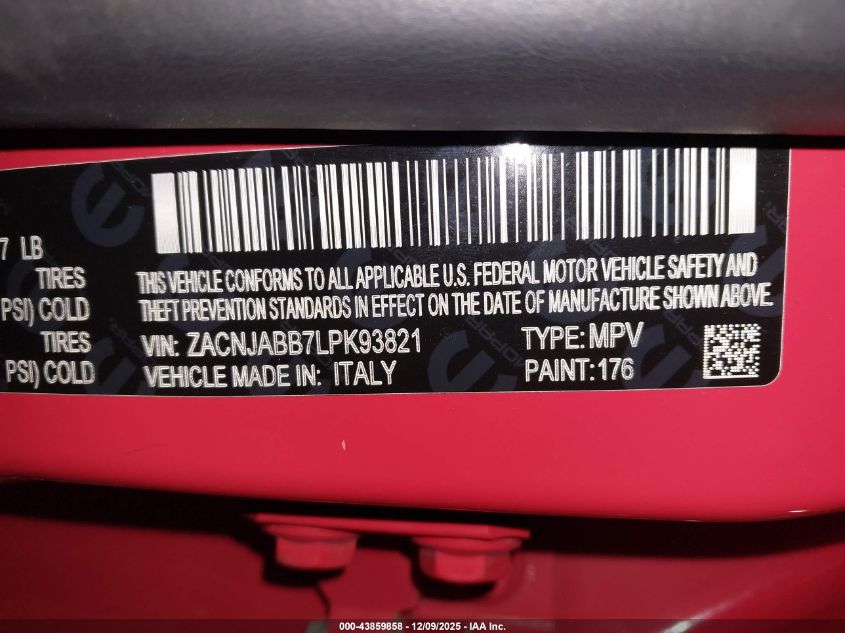 7 LB
TIRES
PSI) COLD
TIRES
PSI) COLD
THIS VEHICLE CONFORMS TO ALL APPLICABLE U.S. FEDERAL MOTOR VEHICLE SAFETY AND
THEFT PREVENTION STANDARDS IN EFFECT ON THE DATE OF MANUFACTURE SHOWN ABOVE.
VIN: ZACNJABB7LPK93821 TYPE: MPV
VEHICLE MADE IN: ITALY PAINT: 176
MOPAR
000-43859858 - 12/09/2025 - IAA Inc.